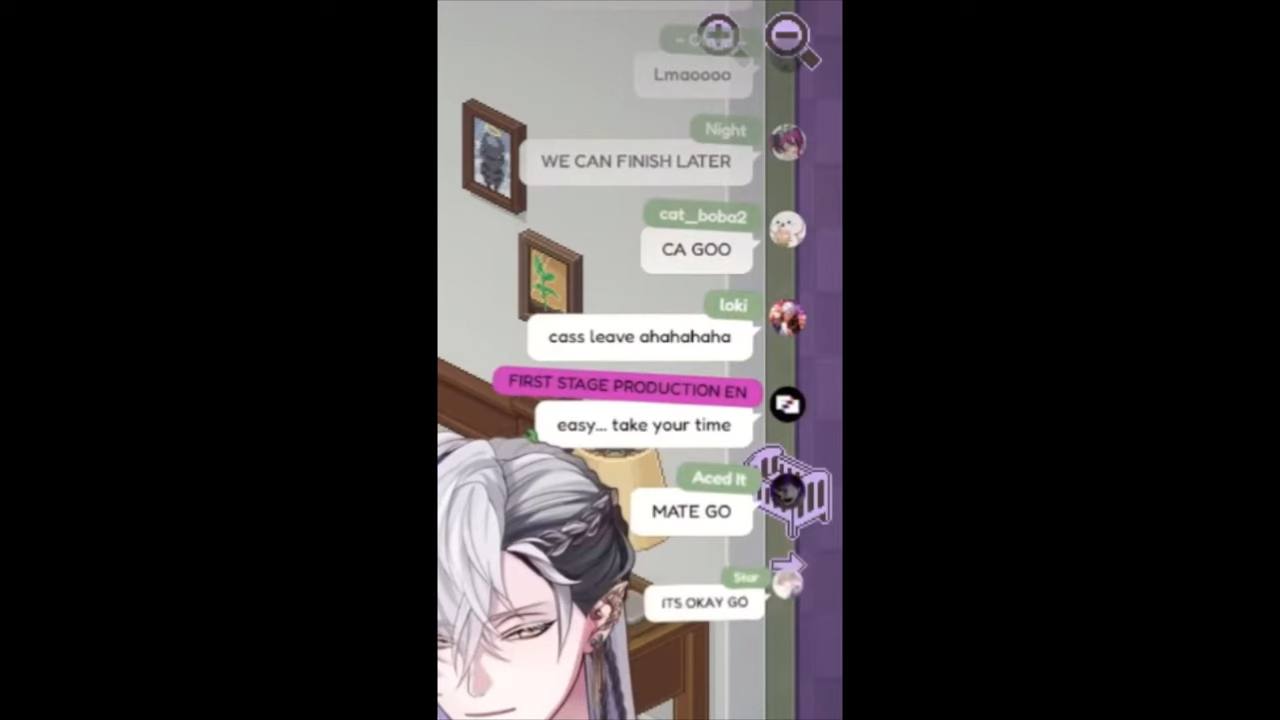 Lmaoooo
Night
WE CAN FINISH LATER
cat_boba2
CA GOO
loki
cass leave ahahahaha
FIRST STAGE PRODUCTION EN
easy... take your time
Aced It
MATE GO
Star
ITS OKAY GO